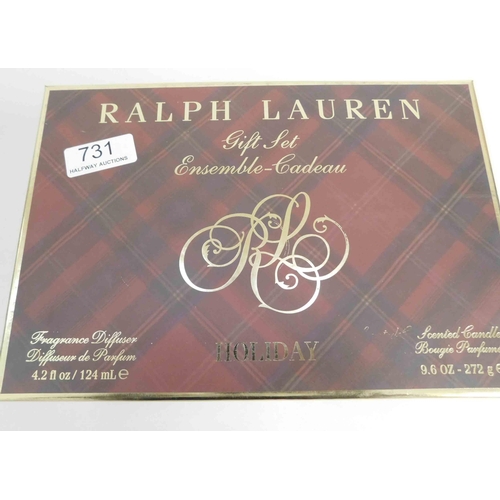 RALPH LAUREN
731
HALFWAY AUCTIONS
Gift Set
Ensemble-Cadeau
RL
HOLIDAY
Fragrance Diffuser
Diffuseur de Parfum
4.2 fl oz / 124 mL ℮
Scented Candle
Bougie Parfumé
9.6 OZ - 272 g ℮